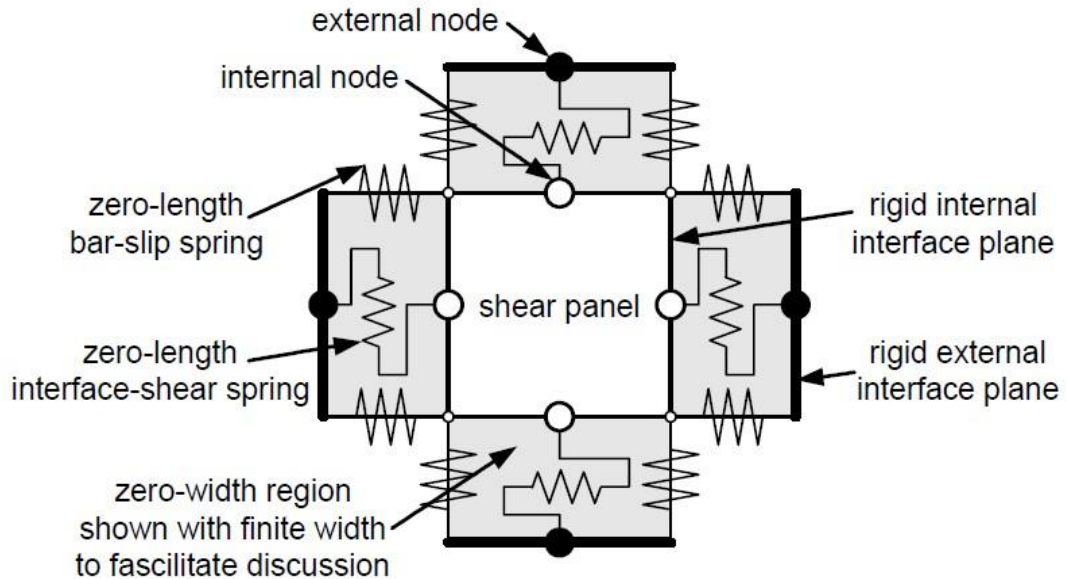 external node
internal node
zero-length
bar-slip spring
rigid internal
interface plane
shear panel
zero-length
interface-shear spring
rigid external
interface plane
zero-width region
shown with finite width
to fascilitate discussion